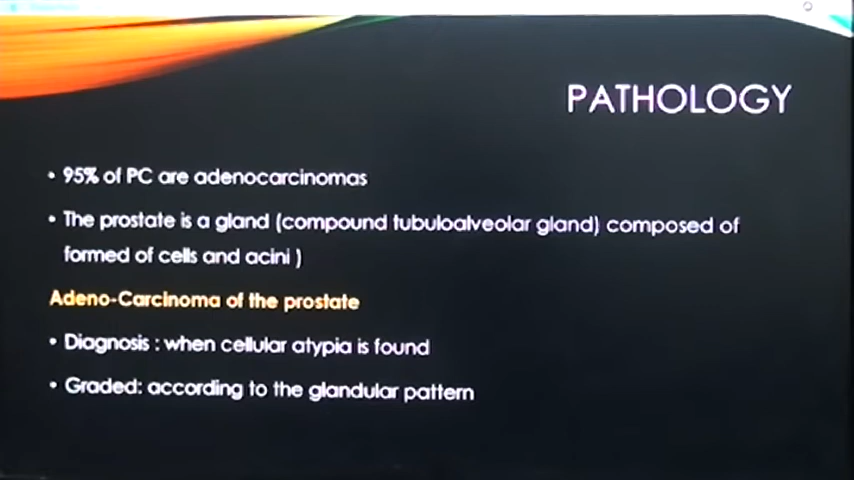 PATHOLOGY
• 95% of PC are adenocarcinomas
• The prostate is a gland (compound tubuloalveolar gland) composed of
formed of cells and acini )
Adeno-Carcinoma of the prostate
• Diagnosis : when cellular atypia is found
• Graded: according to the glandular pattern